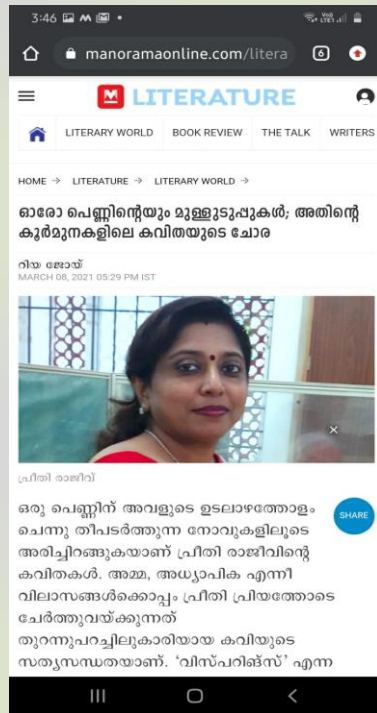 3:46
manoramaonline.com/litera
6
M LITERATURE
LITERARY WORLD BOOK REVIEW THE TALK WRITERS
HOME → LITERATURE → LITERARY WORLD →
ഓരോ പെണ്ണിന്റെയും മുള്ളുടുപ്പുകൾ; അതിന്റെ
കൂർമുനകളിലെ കവിതയുടെ ചോര
റിയ ജോയ്
MARCH 08, 2021 05:29 PM IST
പ്രീതി രാജീവ്
ഒരു പെണ്ണിന് അവളുടെ ഉടലാഴത്തോളം
ചെന്നു തീപടർത്തുന്ന നോവുകളിലൂടെ
SHARE
അരിച്ചിറങ്ങുകയാണ് പ്രീതി രാജീവിന്റെ
കവിതകൾ. അമ്മ, അധ്യാപിക എന്നീ
വിലാസങ്ങൾക്കൊപ്പം പ്രീതി പ്രിയത്തോടെ
ചേർത്തുവയ്ക്കുന്നത്
തുറന്നുപറച്ചിലുകാരിയായ കവിയുടെ
സത്യസന്ധതയാണ്. ‘വിസ്പറിങ്സ്’ എന്ന